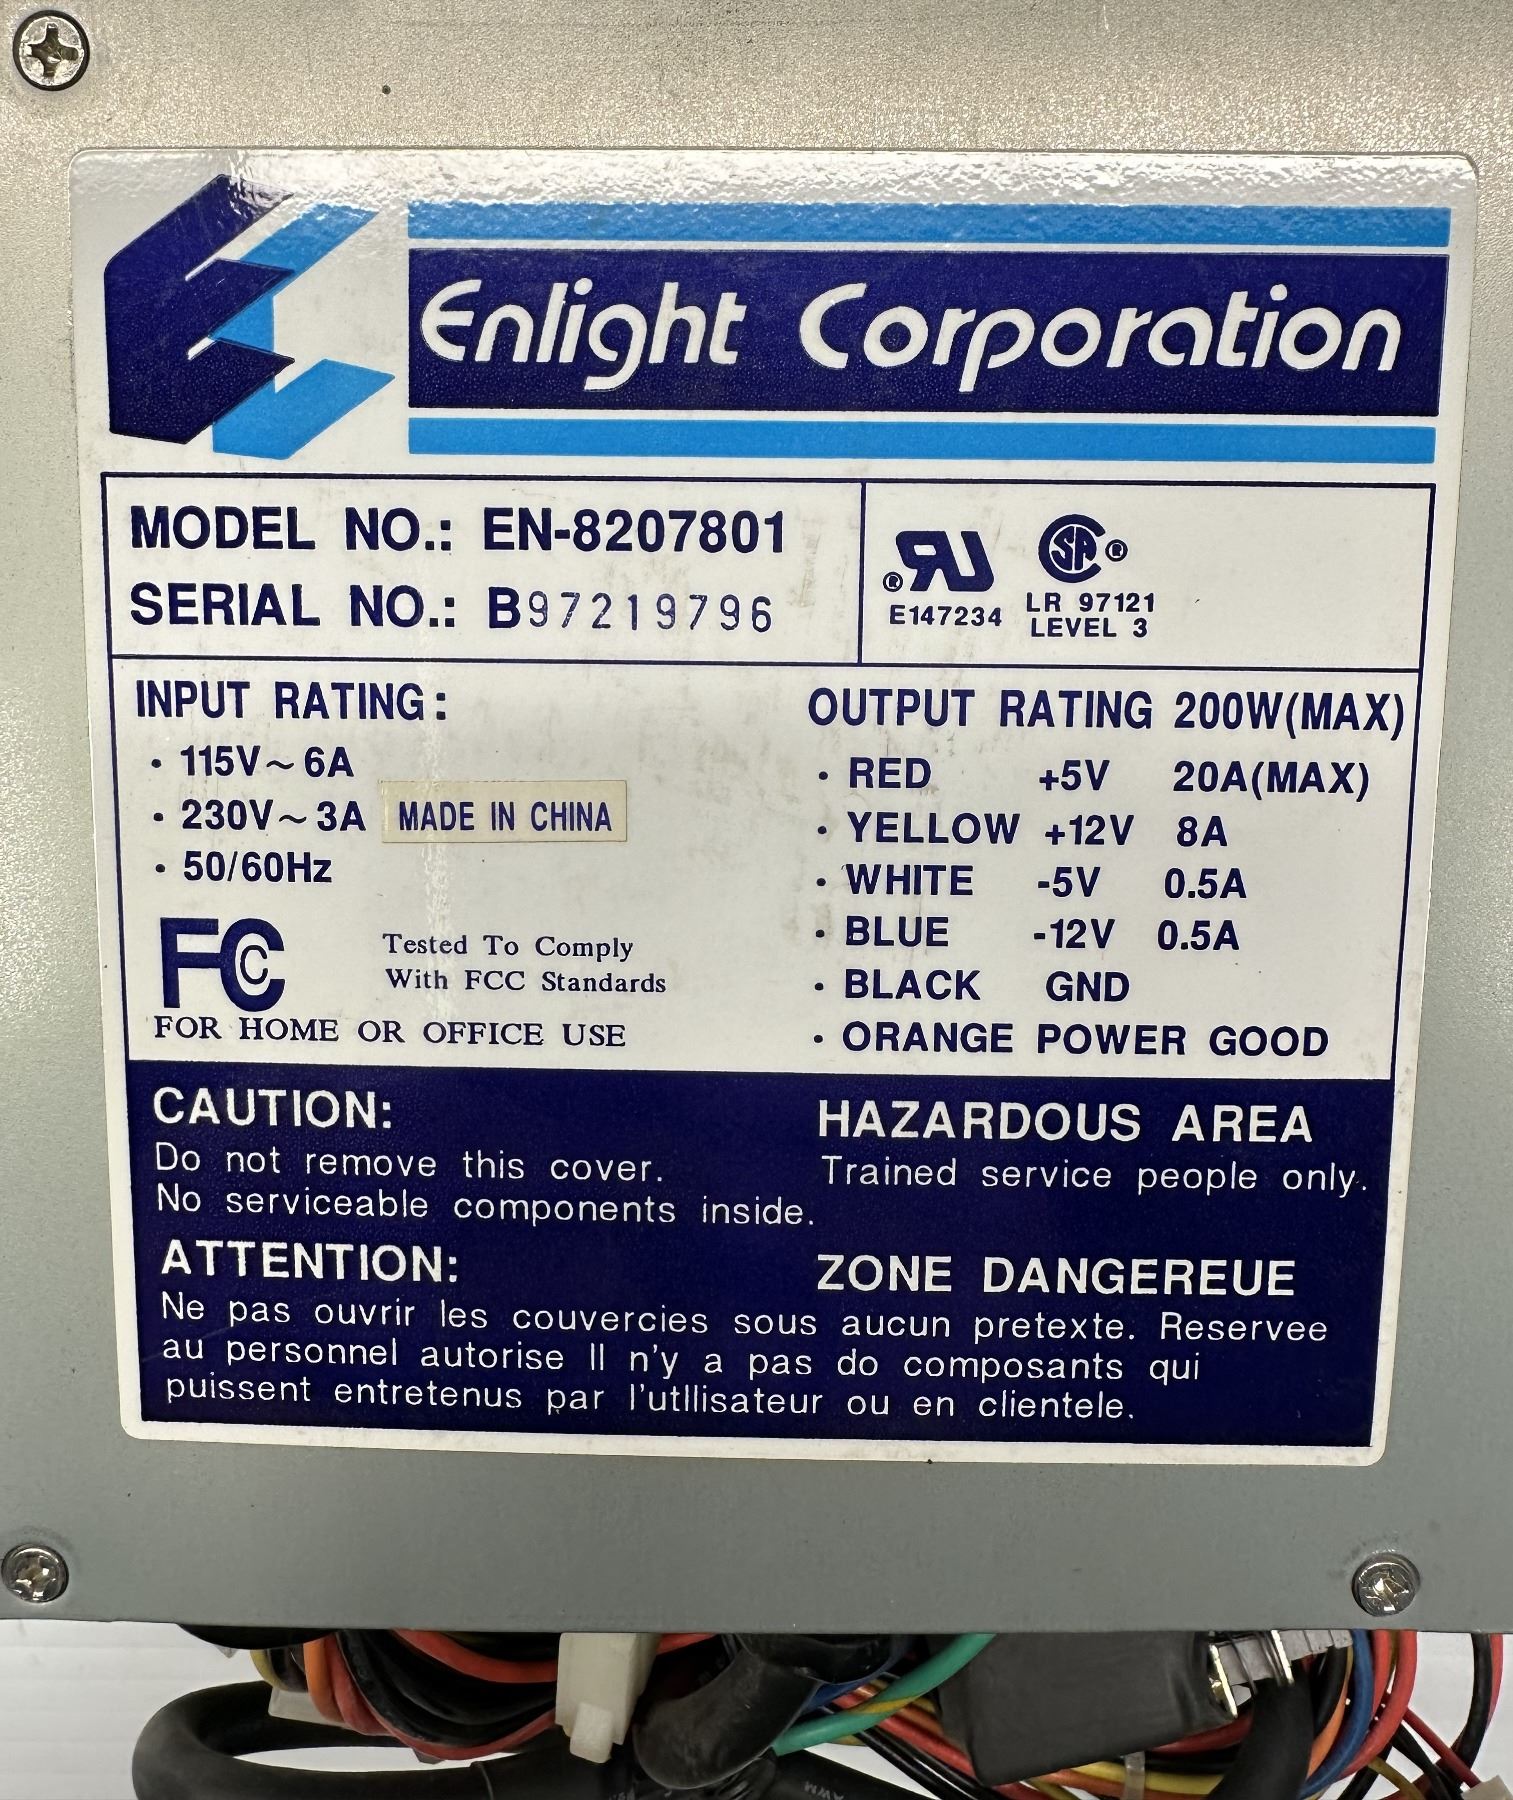 Enlight Corporation
MODEL NO.: EN-8207801
SERIAL NO.: B97219796
E147234
LR 97121
LEVEL 3
INPUT RATING:
· 115V~6A
· 230V~3A
MADE IN CHINA
· 50/60Hz
FC
Tested To Comply
With FCC Standards
FOR HOME OR OFFICE USE
OUTPUT RATING 200W(MAX)
· RED +5V 20A(MAX)
· YELLOW +12V 8A
· WHITE -5V 0.5A
· BLUE -12V 0.5A
· BLACK GND
· ORANGE POWER GOOD
CAUTION:
Do not remove this cover.
No serviceable components inside.
HAZARDOUS AREA
Trained service people only.
ATTENTION:
ZONE DANGEREUE
Ne pas ouvrir les couvercies sous aucun pretexte. Reservee
au personnel autorise Il n'y a pas do composants qui
puissent entretenus par l'utllisateur ou en clientele.